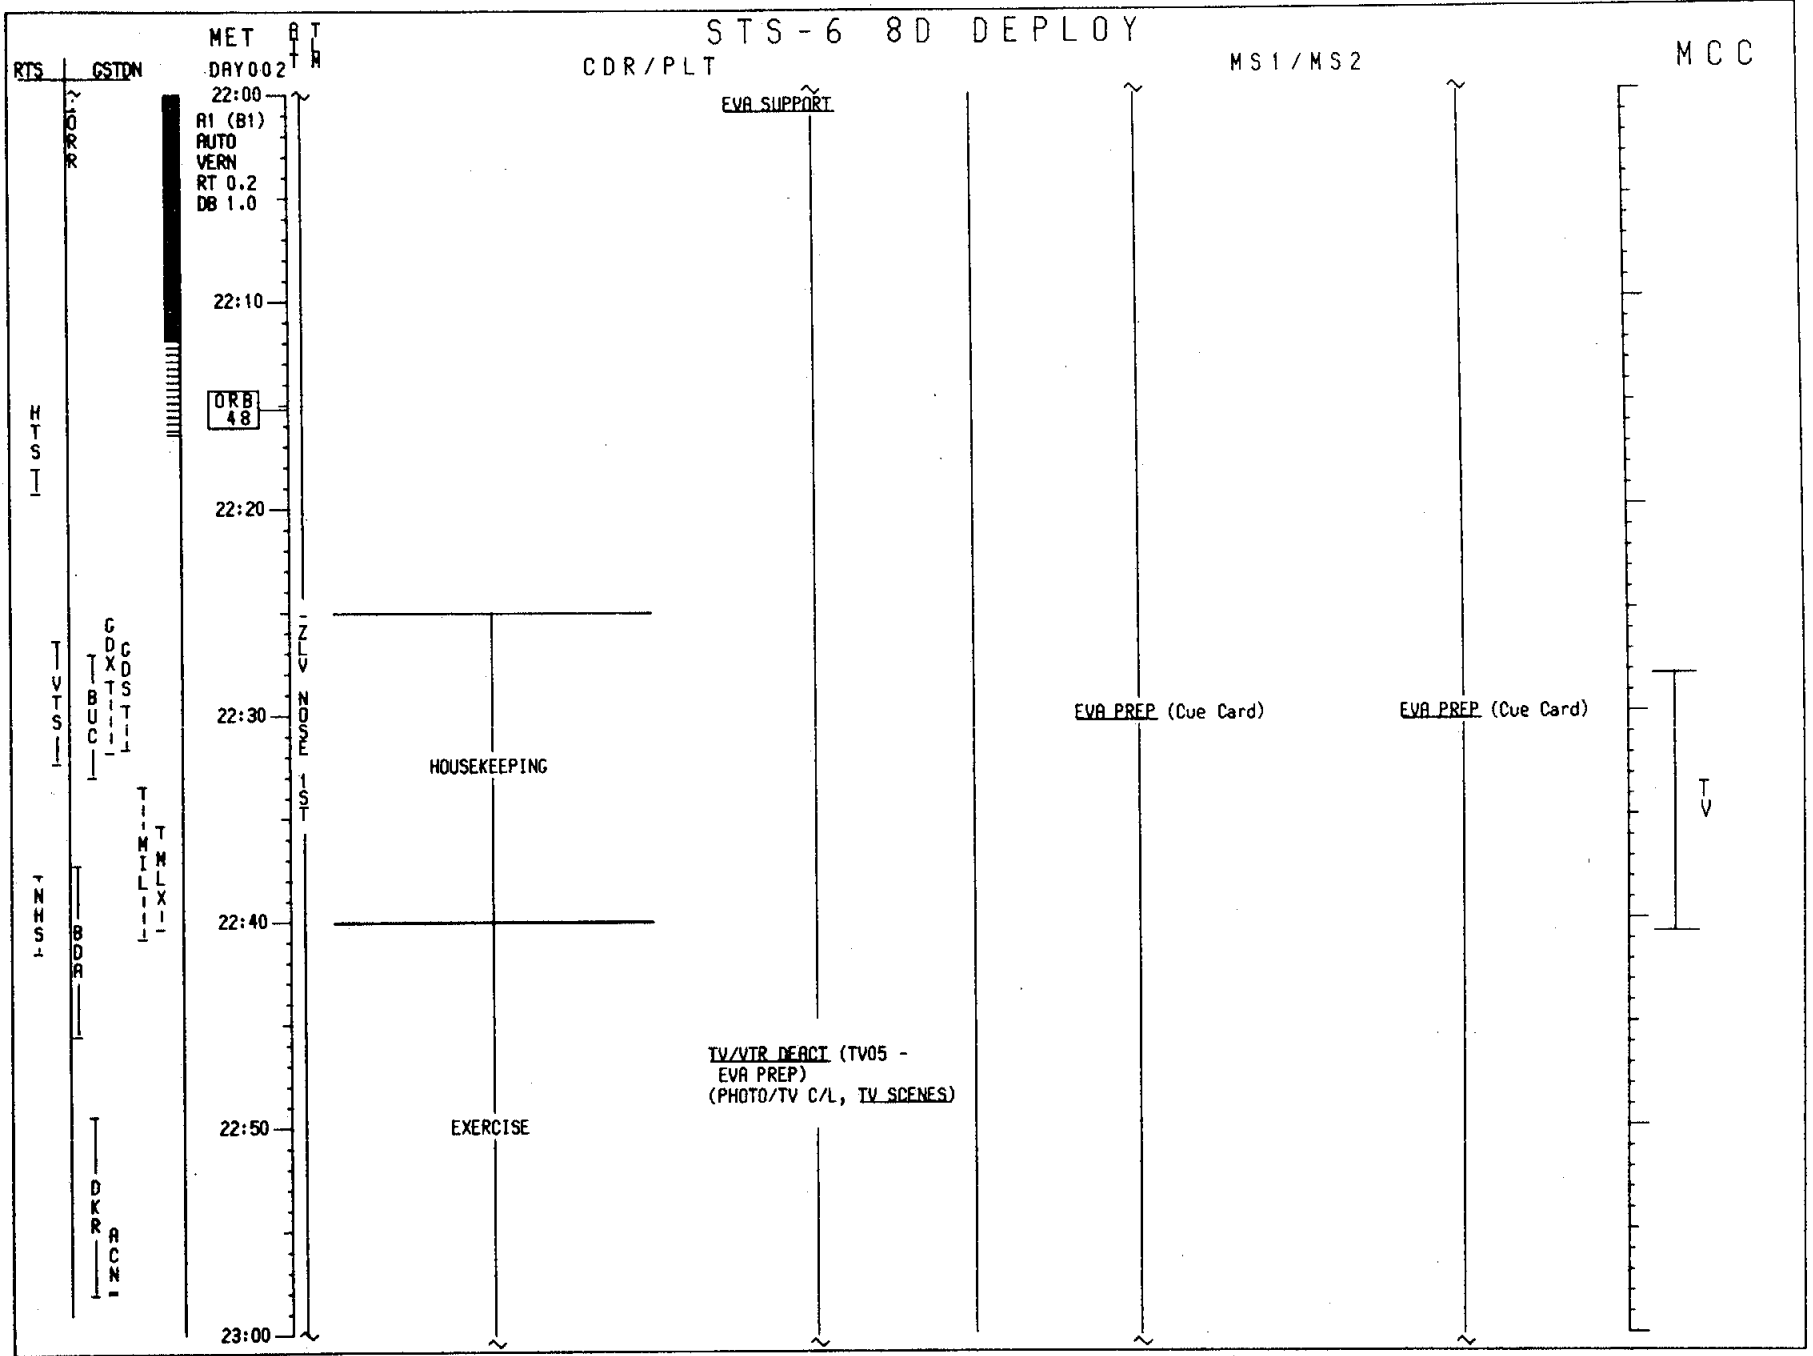 STS-6 8D DEPLOY
MET
ATT
TLM
CDR/PLT
MS1/MS2
MCC
RTS
GSTDN
DAY002
22:00
EVA SUPPORT
ORR
A1 (B1)
AUTO
VERN
RT 0.2
DB 1.0
22:10
ORB
48
HTS
22:20
-ZLV NOSE 1ST
VTS
BUC
GDX
GDS
22:30
EVA PREP (Cue Card)
EVA PREP (Cue Card)
HOUSEKEEPING
TV
MIL
MLX
NHS
BDA
22:40
TV/VTR DEACT (TV05 -
EVA PREP)
(PHOTO/TV C/L, TV SCENES)
22:50
EXERCISE
DKR
ACN
23:00